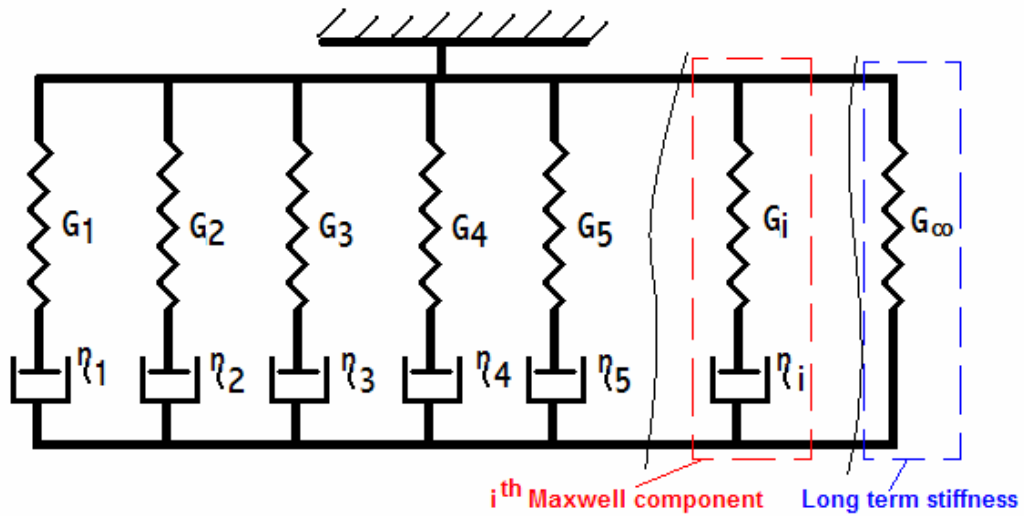 G1 G2 G3 G4 G5 Gi G∞
η1 η2 η3 η4 η5 ηi
ith Maxwell component Long term stiffness